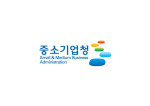 중소기업청
Small & Medium Business
Administration